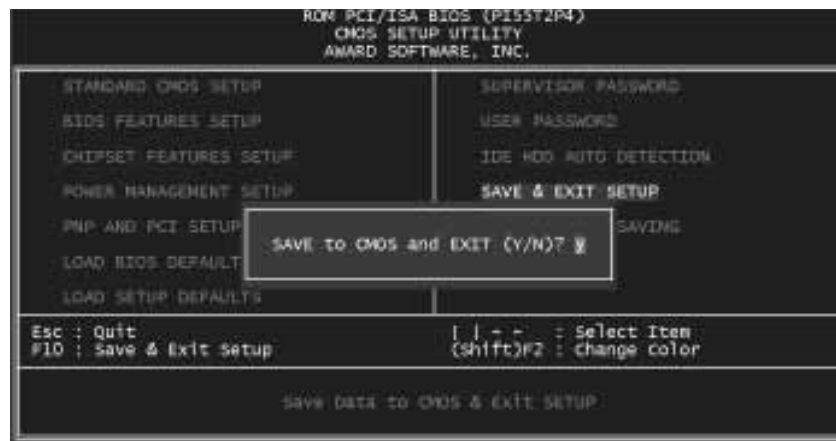 ROM PCI/ISA BIOS (PI55T2P4)
CMOS SETUP UTILITY
AWARD SOFTWARE, INC.
STANDARD CMOS SETUP
BIOS FEATURES SETUP
CHIPSET FEATURES SETUP
POWER MANAGEMENT SETUP
PNP AND PCI SETUP
LOAD BIOS DEFAULT
LOAD SETUP DEFAULTS
SUPERVISOR PASSWORD
USER PASSWORD
IDE HDD AUTO DETECTION
SAVE & EXIT SETUP
SAVING
SAVE to CMOS and EXIT (Y/N)? y
Esc : Quit
F10 : Save & Exit Setup
: Select Item
(Shift)F2 : Change Color
Save Data to CMOS & Exit SETUP